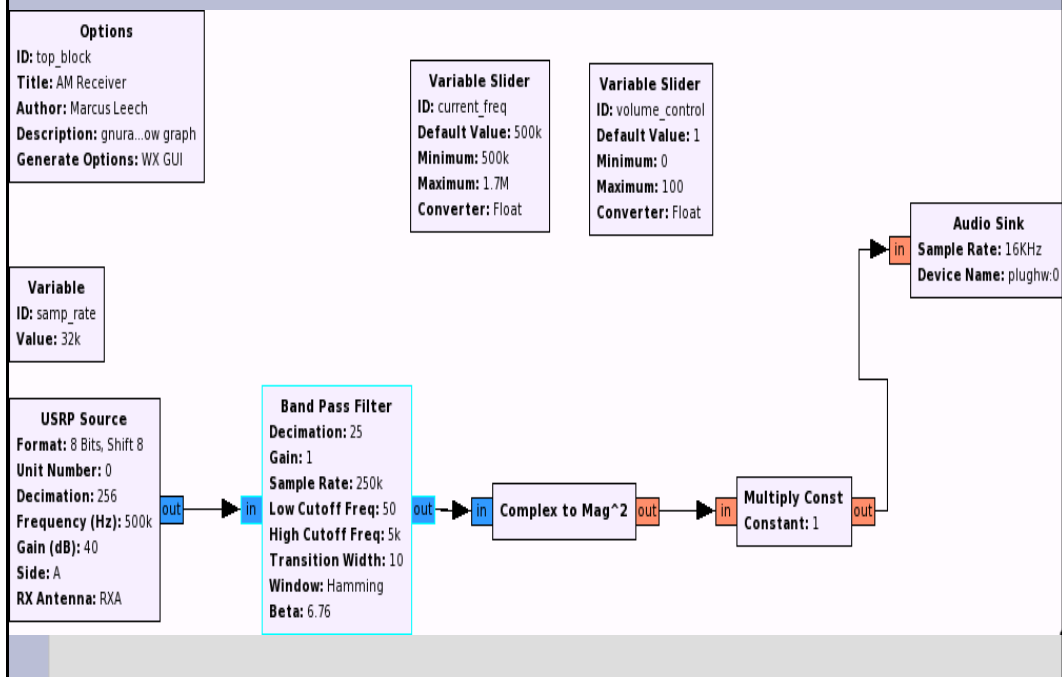 Options
ID: top_block
Title: AM Receiver
Author: Marcus Leech
Description: gnura...ow graph
Generate Options: WX GUI
Variable Slider
ID: current_freq
Default Value: 500k
Minimum: 500k
Maximum: 1.7M
Converter: Float
Variable Slider
ID: volume_control
Default Value: 1
Minimum: 0
Maximum: 100
Converter: Float
Audio Sink
in
Sample Rate: 16KHz
Device Name: plughw:0
Variable
ID: samp_rate
Value: 32k
USRP Source
Format: 8 Bits, Shift 8
Unit Number: 0
Decimation: 256
Frequency (Hz): 500k
Gain (dB): 40
Side: A
RX Antenna: RXA
out
in
Band Pass Filter
Decimation: 25
Gain: 1
Sample Rate: 250k
Low Cutoff Freq: 50
High Cutoff Freq: 5k
Transition Width: 10
Window: Hamming
Beta: 6.76
out
in
Complex to Mag^2
out
in
Multiply Const
Constant: 1
out